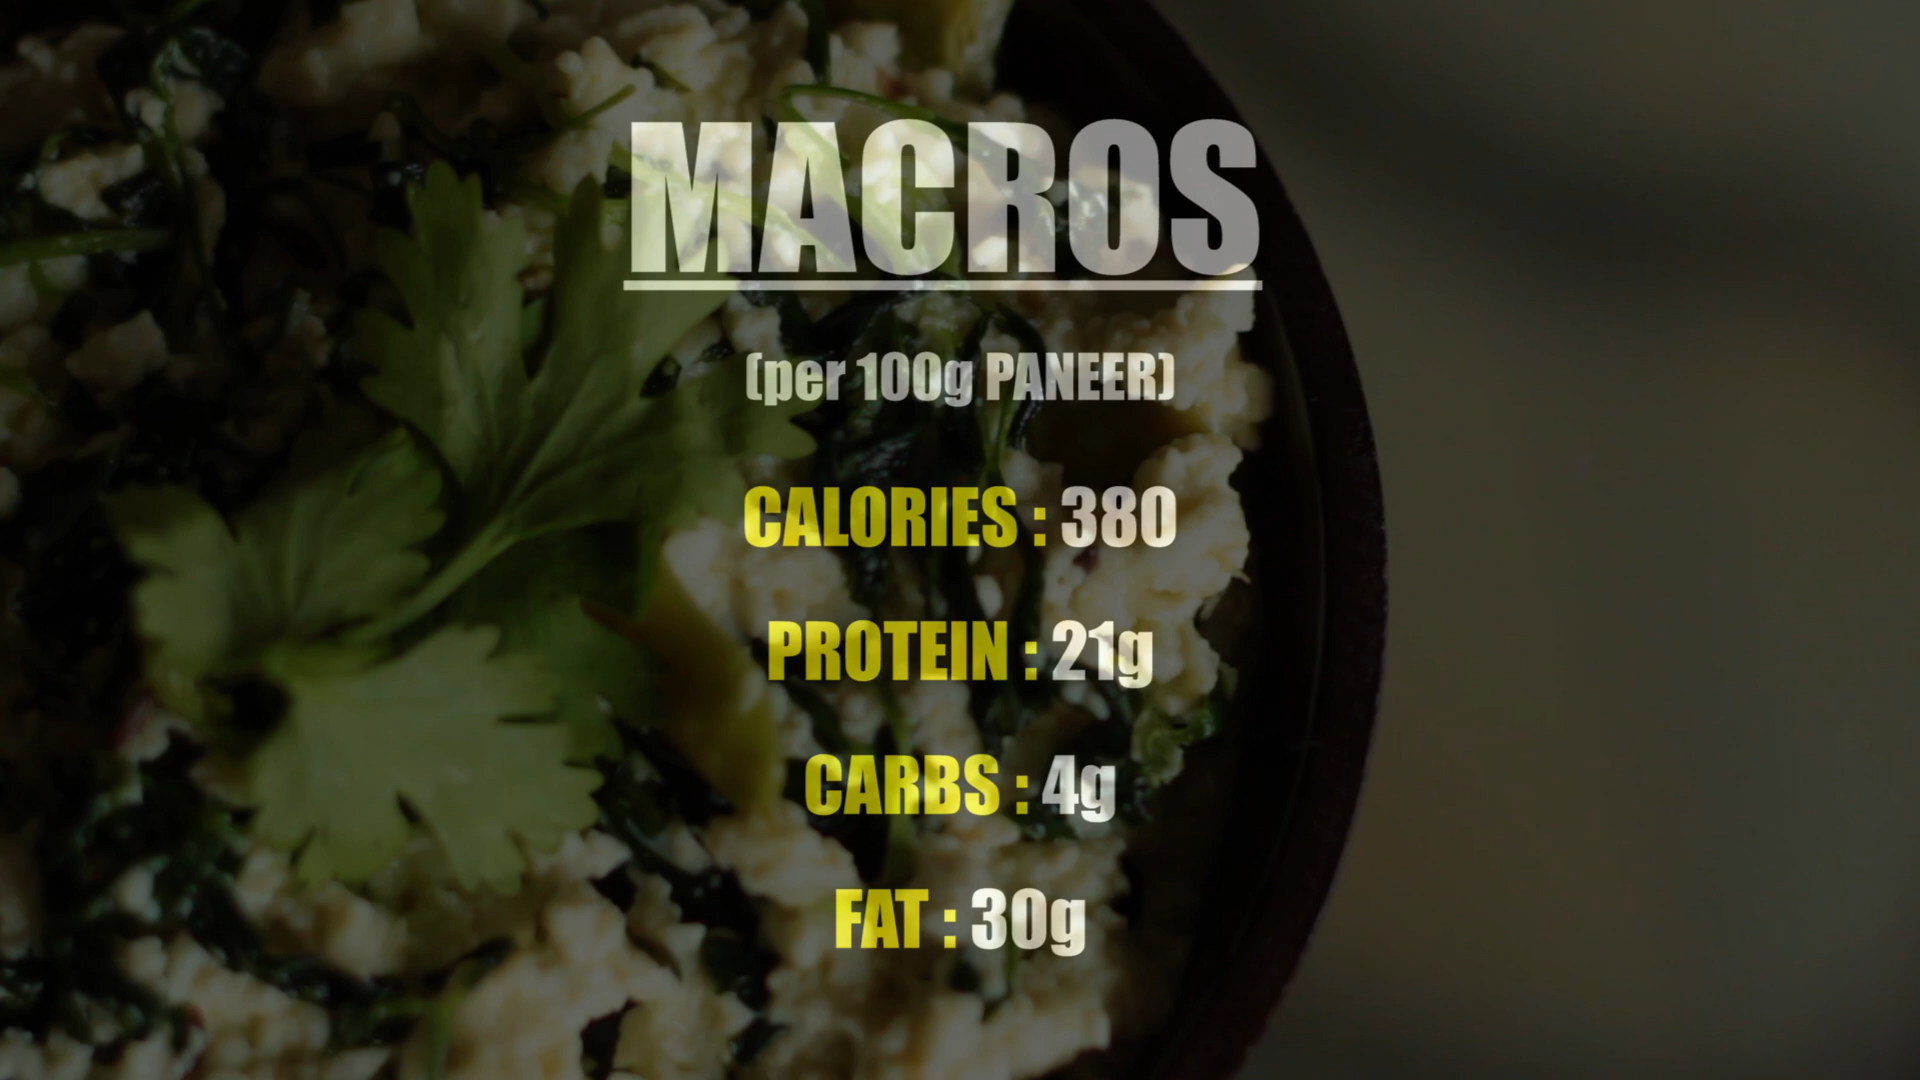 MACROS
(per 100g PANEER)
CALORIES : 380
PROTEIN : 21g
CARBS : 4g
FAT : 30g